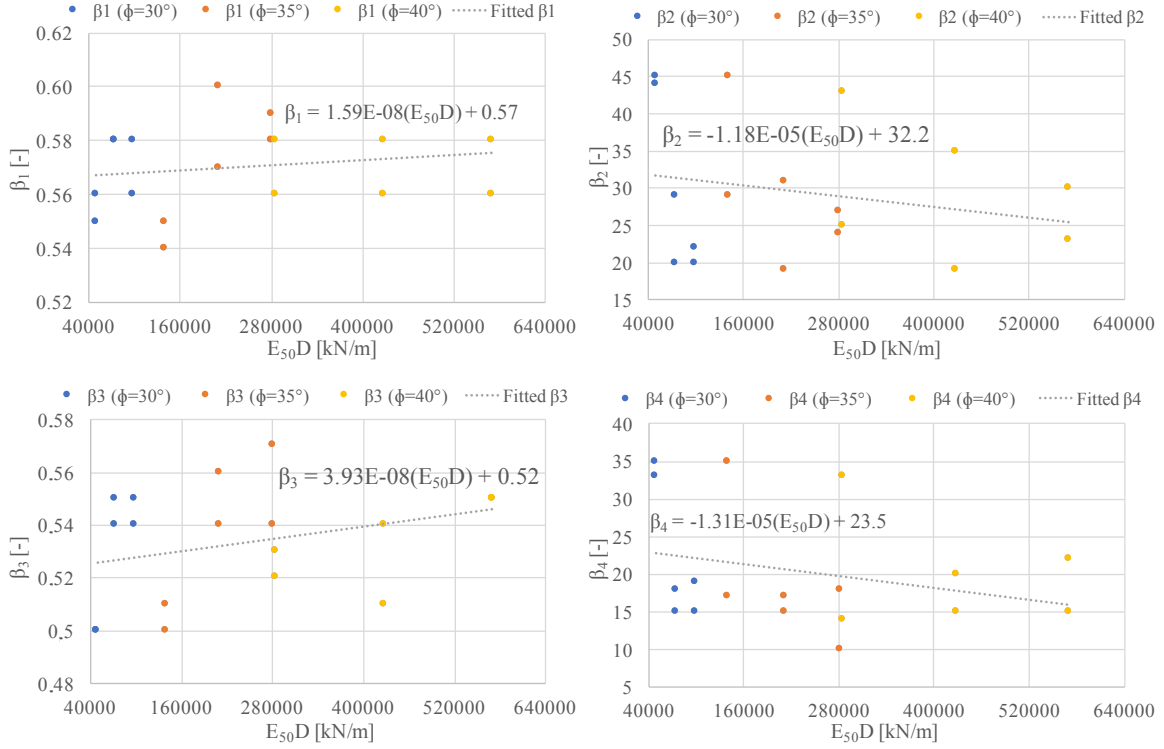 β1 (ϕ=30°) β1 (ϕ=35°) β1 (ϕ=40°) Fitted β1
0.62
0.60
0.58
0.56
0.54
0.52
β₁ [-]
β₁ = 1.59E-08(E₅₀D) + 0.57
40000 160000 280000 400000 520000 640000
E₅₀D [kN/m]
β2 (ϕ=30°) β2 (ϕ=35°) β2 (ϕ=40°) Fitted β2
50
45
40
35
30
25
20
15
β₂ [-]
β₂ = -1.18E-05(E₅₀D) + 32.2
40000 160000 280000 400000 520000 640000
E₅₀D [kN/m]
β3 (ϕ=30°) β3 (ϕ=35°) β3 (ϕ=40°) Fitted β3
0.58
0.56
0.54
0.52
0.5
0.48
β₃ [-]
β₃ = 3.93E-08(E₅₀D) + 0.52
40000 160000 280000 400000 520000 640000
E₅₀D [kN/m]
β4 (ϕ=30°) β4 (ϕ=35°) β4 (ϕ=40°) Fitted β4
40
35
30
25
20
15
10
5
β₄ [-]
β₄ = -1.31E-05(E₅₀D) + 23.5
40000 160000 280000 400000 520000 640000
E₅₀D [kN/m]